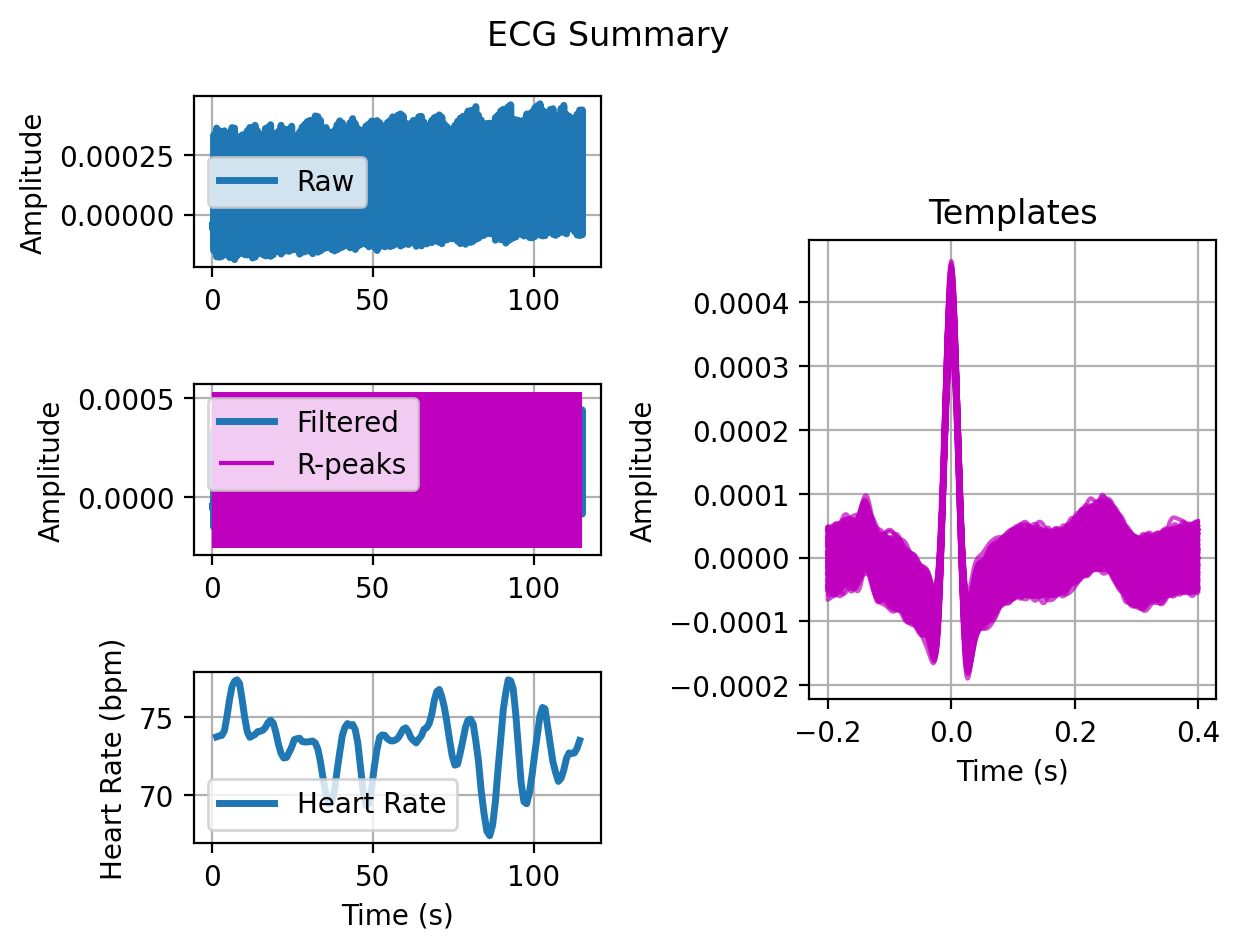 ECG Summary
Amplitude
0.00025
0.00000
Raw
0 50 100
Amplitude
0.0005
0.0000
Filtered
R-peaks
0 50 100
Heart Rate (bpm)
75
70
Heart Rate
0 50 100
Time (s)
Templates
Amplitude
0.0004
0.0003
0.0002
0.0001
0.0000
−0.0001
−0.0002
−0.2 0.0 0.2 0.4
Time (s)